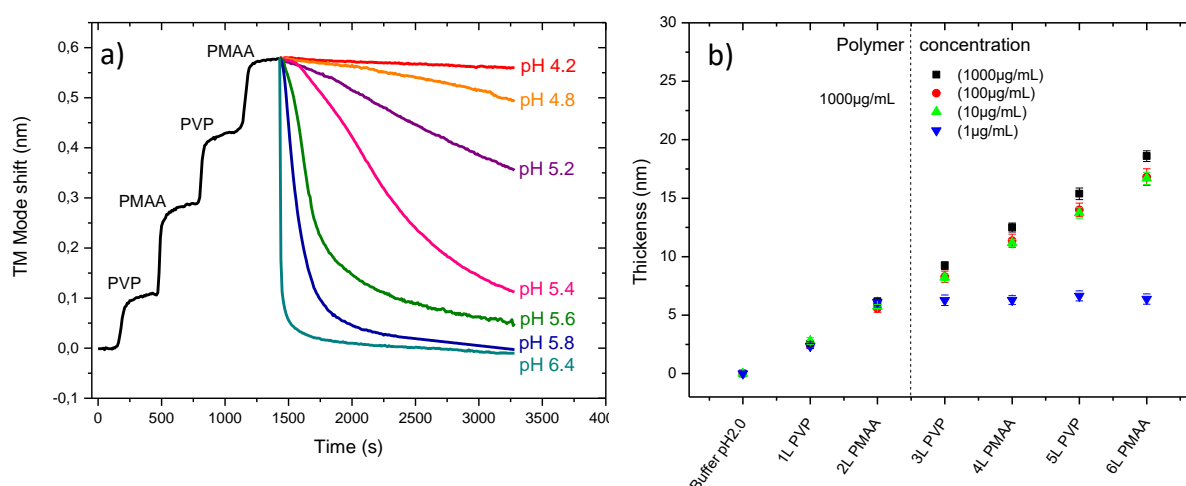 a)
TM Mode shift (nm)
0,6
0,5
0,4
0,3
0,2
0,1
0,0
-0,1
PVP
PMAA
PVP
PMAA
pH 4.2
pH 4.8
pH 5.2
pH 5.4
pH 5.6
pH 5.8
pH 6.4
0 500 1000 1500 2000 2500 3000 3500 400
Time (s)
b)
Thickenss (nm)
30
25
20
15
10
5
0
Polymer concentration
1000µg/mL
(1000µg/mL)
(100µg/mL)
(10µg/mL)
(1µg/mL)
Buffer pH2.0
1L PVP
2L PMAA
3L PVP
4L PMAA
5L PVP
6L PMAA